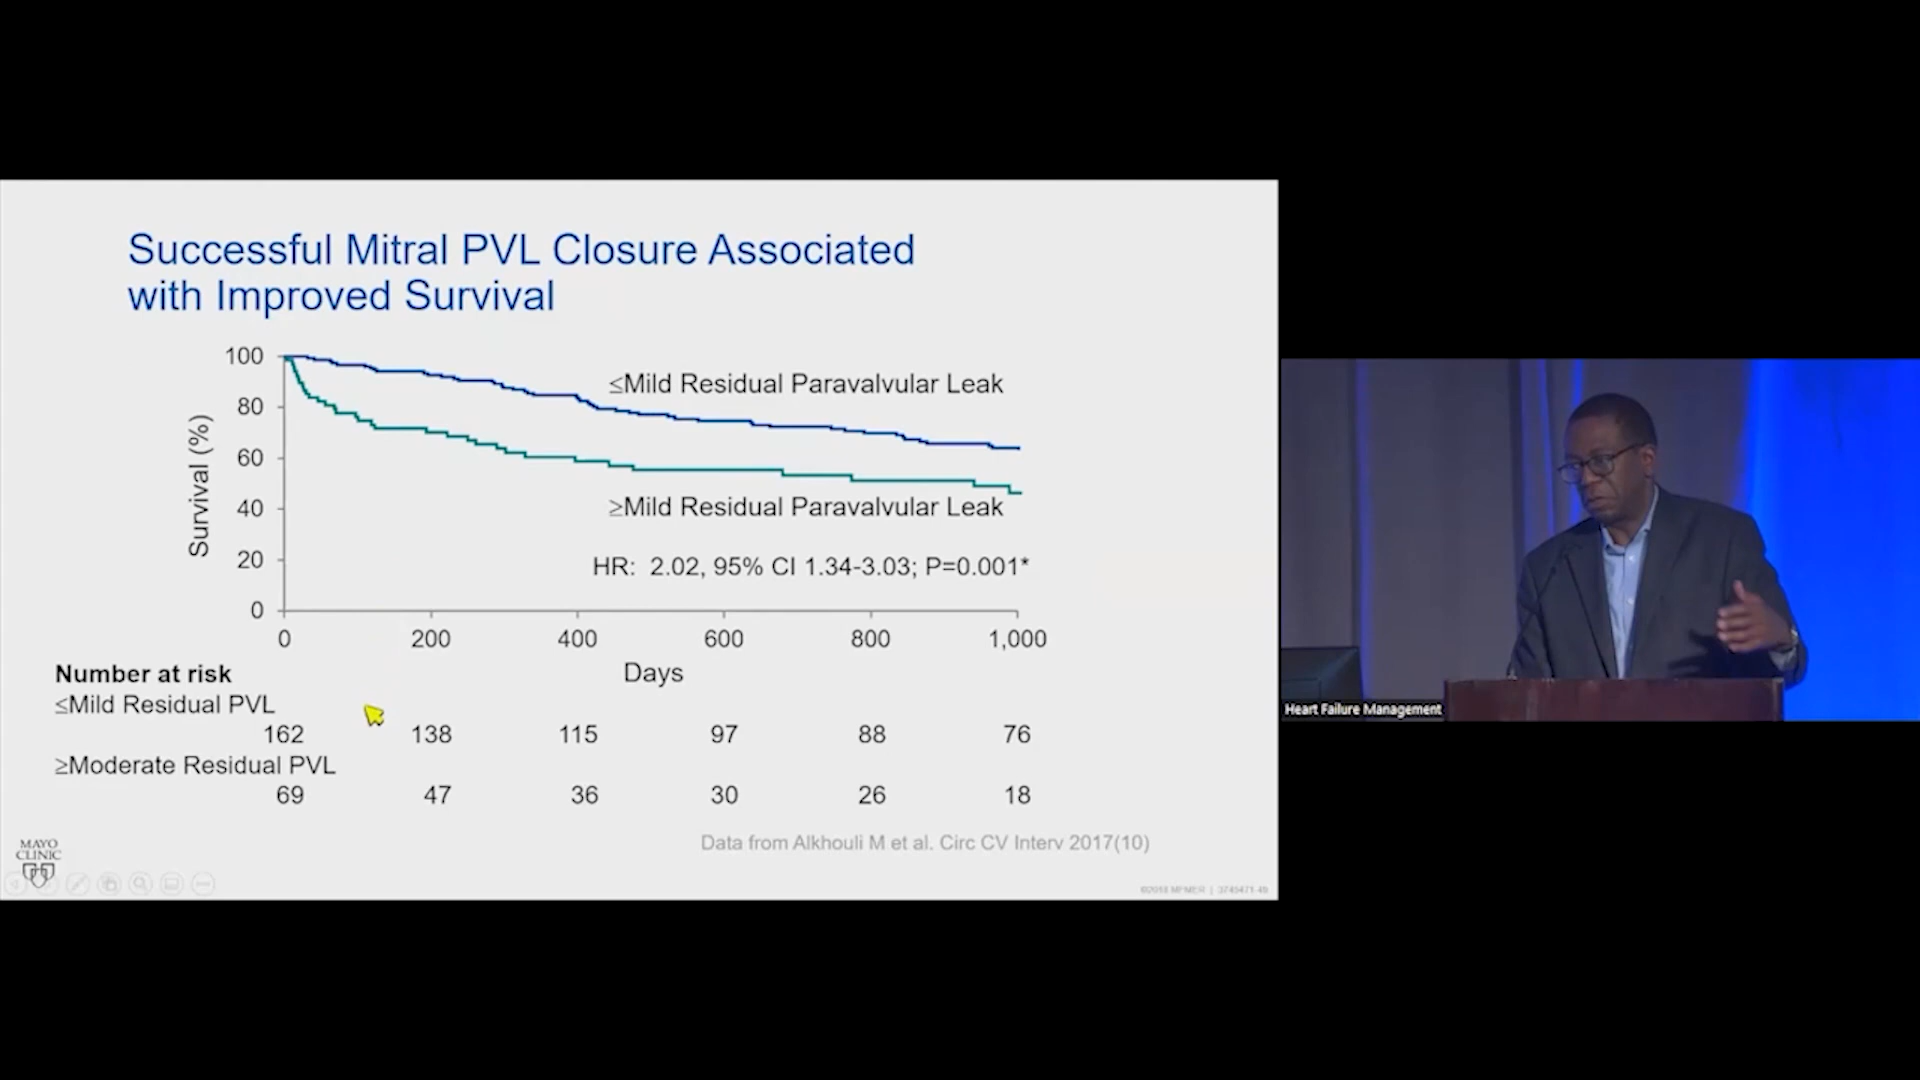 Successful Mitral PVL Closure Associated
with Improved Survival
100
80
60
40
20
0
Survival (%)
≤Mild Residual Paravalvular Leak
≥Mild Residual Paravalvular Leak
HR: 2.02, 95% CI 1.34-3.03; P=0.001*
0 200 400 600 800 1,000
Days
Number at risk
≤Mild Residual PVL
162 138 115 97 88 76
≥Moderate Residual PVL
69 47 36 30 26 18
Data from Alkhouli M et al. Circ CV Interv 2017(10)
MAYO
CLINIC
©2018 MFMER | 3745471-
Heart Failure Management